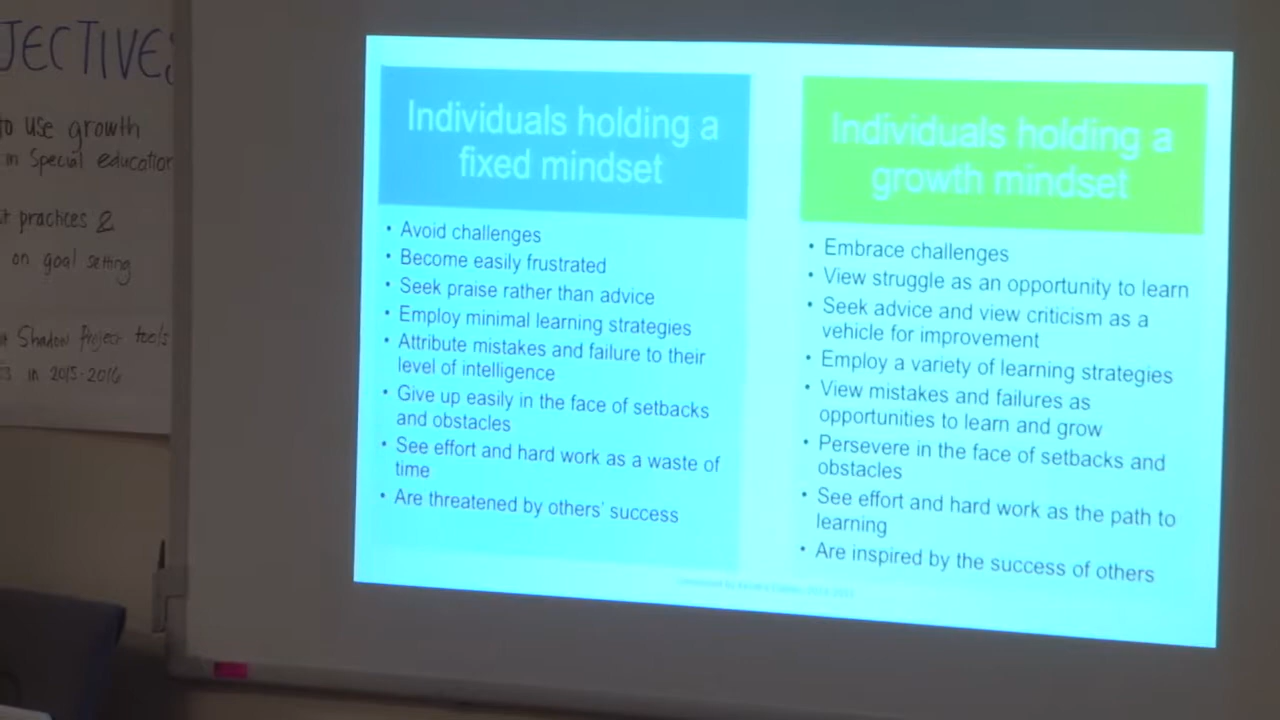 JECTIVES
to use growth
in Special education
practices &
on goal setting
Shadow Project tools
in 2015-2016
Individuals holding a
fixed mindset
• Avoid challenges
• Become easily frustrated
• Seek praise rather than advice
• Employ minimal learning strategies
• Attribute mistakes and failure to their
level of intelligence
• Give up easily in the face of setbacks
and obstacles
• See effort and hard work as a waste of
time
• Are threatened by others' success
Individuals holding a
growth mindset
• Embrace challenges
• View struggle as an opportunity to learn
• Seek advice and view criticism as a
vehicle for improvement
• Employ a variety of learning strategies
• View mistakes and failures as
opportunities to learn and grow
• Persevere in the face of setbacks and
obstacles
• See effort and hard work as the path to
learning
• Are inspired by the success of others